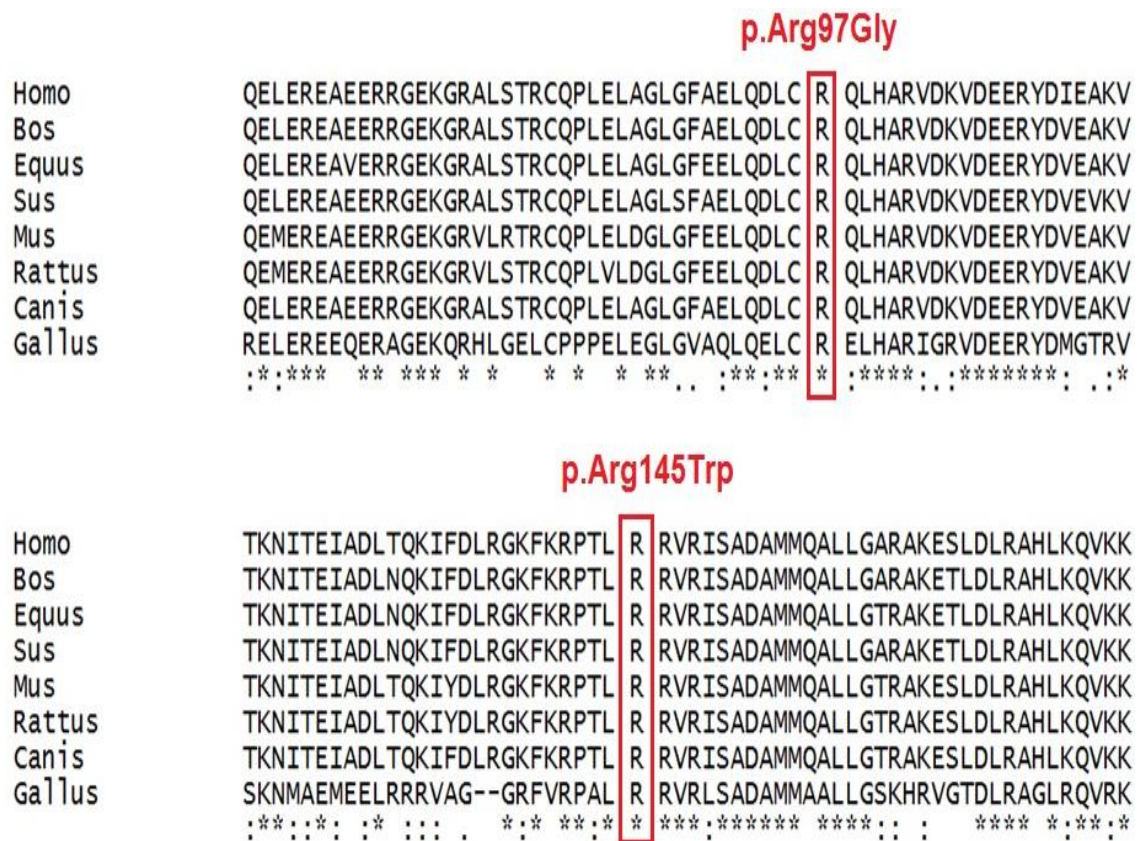 p.Arg97Gly
Homo QELEREAEERRGEKGRALSTRCQPLELAGLGFAELQDLC R QLHARVDKVDEERYDIEAKV
Bos QELEREAEERRGEKGRALSTRCQPLELAGLGFAELQDLC R QLHARVDKVDEERYDVEAKV
Equus QELEREAVERRGEKGRALSTRCQPLELAGLGFEELQDLC R QLHARVDKVDEERYDVEAKV
Sus QELEREAEERRGEKGRALSTRCQPLELAGLSFAELQDLC R QLHARVDKVDEERYDVEVKV
Mus QEMEREAEERRGEKGRVLRTRCQPLELDGLGFEELQDLC R QLHARVDKVDEERYDVEAKV
Rattus QEMEREAEERRGEKGRVLSTRCQPLVLDGLGFEELQDLC R QLHARVDKVDEERYDVEAKV
Canis QELEREAEERRGEKGRALSTRCQPLELAGLGFAELQDLC R QLHARVDKVDEERYDVEAKV
Gallus RELEREEQERAGEKQRHLGELCPPPELEGLGVAQLQELC R ELHARIGRVDEERYDMGTRV
:*:***  ** *** * *   * *  * **.. :**:** * :****:.:*******: .:*
p.Arg145Trp
Homo TKNITEIADLTQKIFDLRGKFKRPTL R RVRISADAMMQALLGARAKESLDLRAHLKQVKK
Bos TKNITEIADLNQKIFDLRGKFKRPTL R RVRISADAMMQALLGARAKETLDLRAHLKQVKK
Equus TKNITEIADLNQKIFDLRGKFKRPTL R RVRISADAMMQALLGTRAKETLDLRAHLKQVKK
Sus TKNITEIADLNQKIFDLRGKFKRPTL R RVRISADAMMQALLGARAKETLDLRAHLKQVKK
Mus TKNITEIADLTQKIYDLRGKFKRPTL R RVRISADAMMQALLGTRAKESLDLRAHLKQVKK
Rattus TKNITEIADLTQKIYDLRGKFKRPTL R RVRISADAMMQALLGTRAKESLDLRAHLKQVKK
Canis TKNITEIADLTQKIFDLRGKFKRPTL R RVRISADAMMQALLGTRAKESLDLRAHLKQVKK
Gallus SKNMAEMEELRRRVAG--GRFVRPAL R RVRLSADAMMAALLGSKHRVGTDLRAGLRQVRK
:**::*: :* :::  .  *:* **:* * ***:****** ****:: :   **** *:**:*